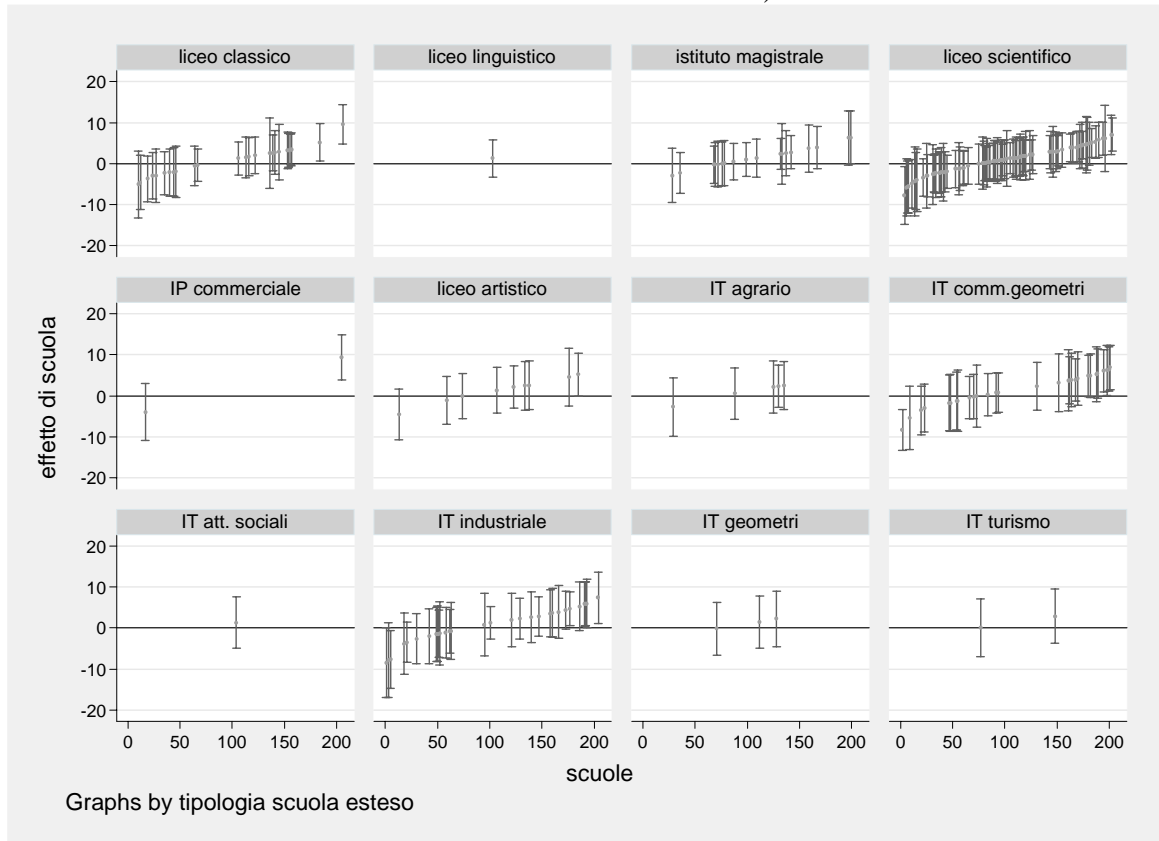 liceo classico
liceo linguistico
istituto magistrale
liceo scientifico
20
10
0
-10
-20
IP commerciale
liceo artistico
IT agrario
IT comm.geometri
20
10
0
-10
-20
IT att. sociali
IT industriale
IT geometri
IT turismo
20
10
0
-10
-20
0 50 100 150 200
0 50 100 150 200
0 50 100 150 200
0 50 100 150 200
effetto di scuola
scuole
Graphs by tipologia scuola esteso